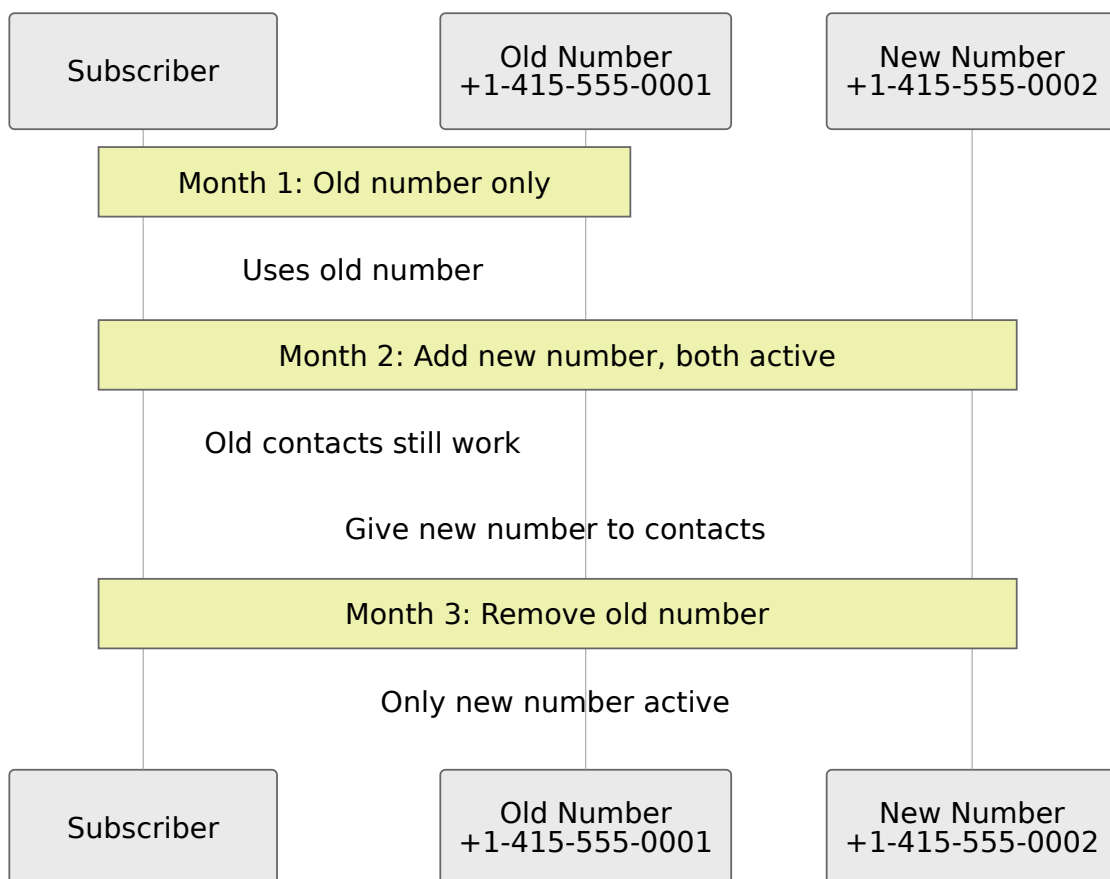 Subscriber
Old Number
+1-415-555-0001
New Number
+1-415-555-0002
Month 1: Old number only
Uses old number
Month 2: Add new number, both active
Old contacts still work
Give new number to contacts
Month 3: Remove old number
Only new number active
Subscriber
Old Number
+1-415-555-0001
New Number
+1-415-555-0002